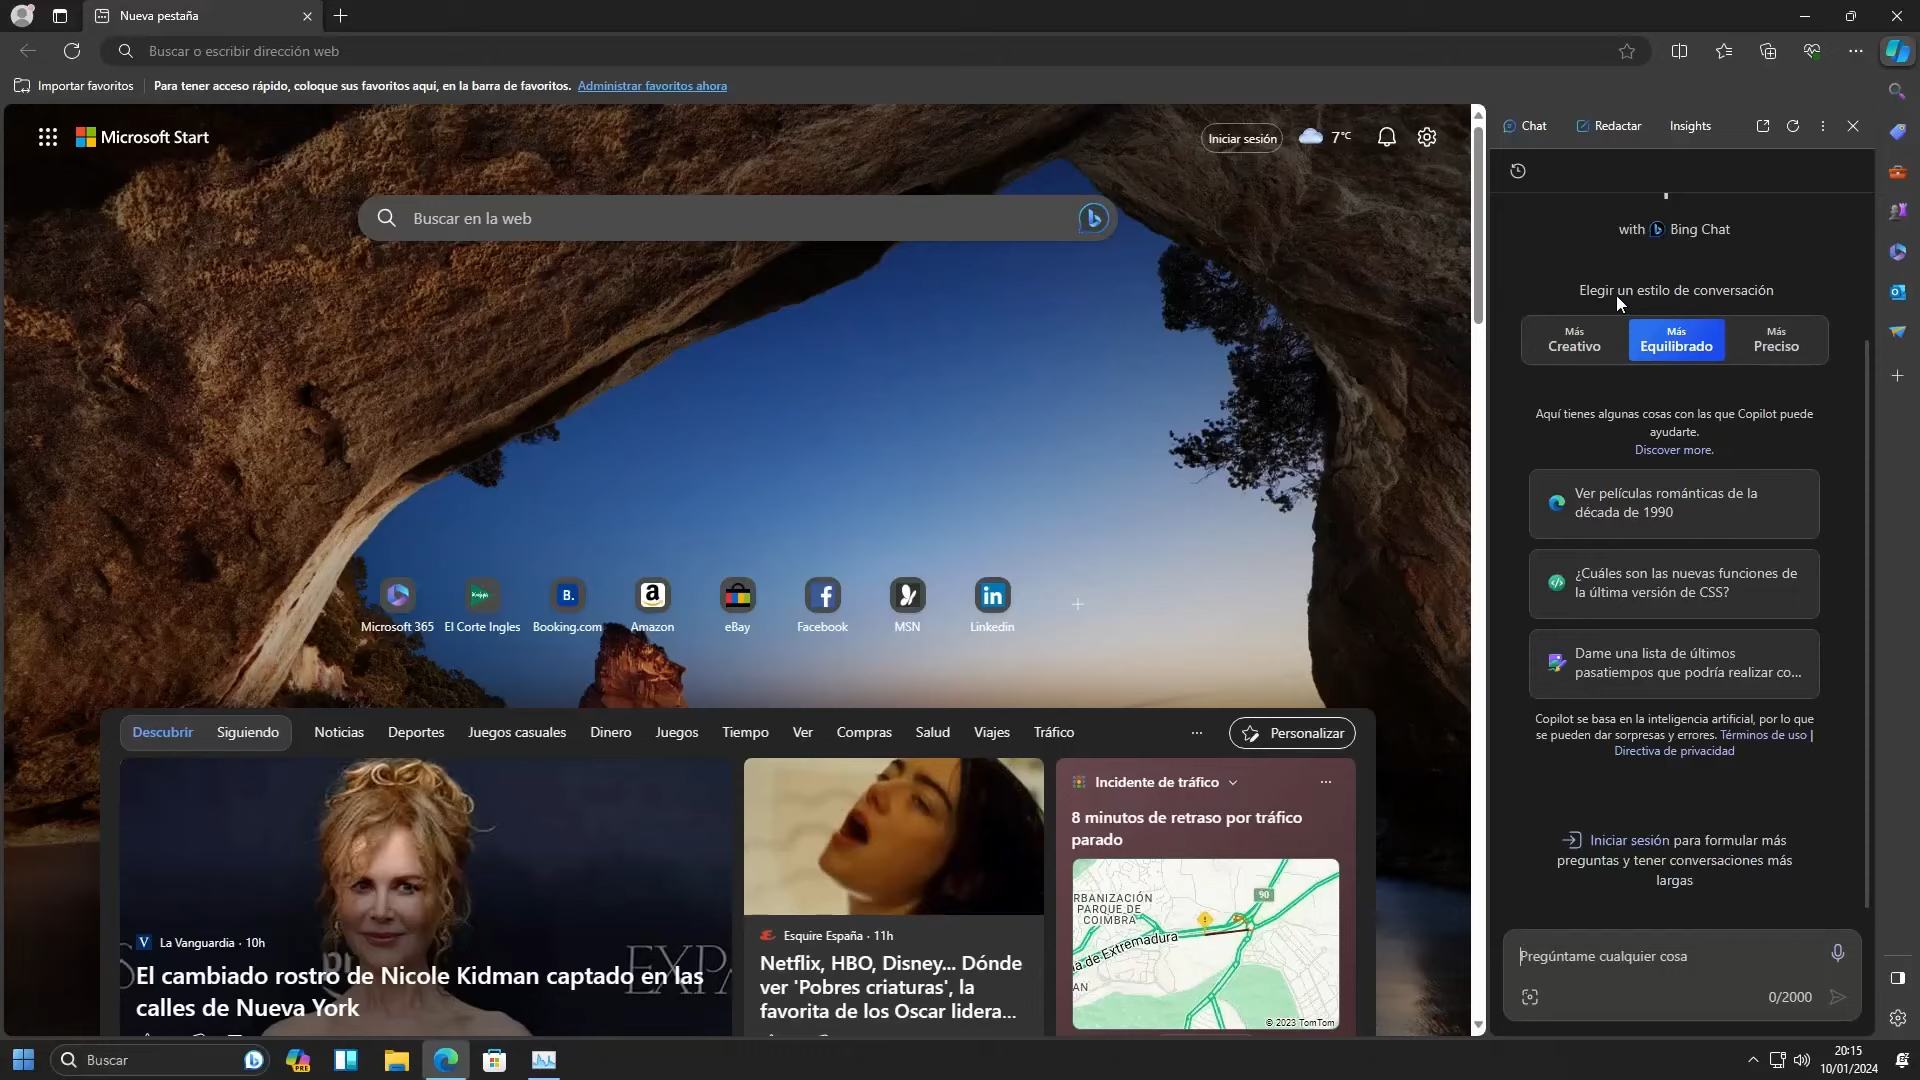 Nueva pestaña
Buscar o escribir dirección web
Importar favoritos
Para tener acceso rápido, coloque sus favoritos aquí, en la barra de favoritos. Administrar favoritos ahora
Microsoft Start
Iniciar sesión
7°C
Buscar en la web
Microsoft 365
El Corte Ingles
Booking.com
Amazon
eBay
Facebook
MSN
Linkedin
Descubrir
Siguiendo
Noticias
Deportes
Juegos casuales
Dinero
Juegos
Tiempo
Ver
Compras
Salud
Viajes
Tráfico
Personalizar
La Vanguardia · 10h
El cambiado rostro de Nicole Kidman captado en las
calles de Nueva York
Esquire España · 11h
Netflix, HBO, Disney... Dónde
ver 'Pobres criaturas', la
favorita de los Oscar lidera...
Incidente de tráfico
8 minutos de retraso por tráfico
parado
90
RBANIZACIÓN
PARQUE DE
COIMBRA
ía de Extremadura
AN
© 2023 TomTom
Chat
Redactar
Insights
with Bing Chat
Elegir un estilo de conversación
Más
Creativo
Más
Equilibrado
Más
Preciso
Aquí tienes algunas cosas con las que Copilot puede
ayudarte.
Discover more.
Ver películas románticas de la
década de 1990
¿Cuáles son las nuevas funciones de
la última versión de CSS?
Dame una lista de últimos
pasatiempos que podría realizar co...
Copilot se basa en la inteligencia artificial, por lo que
se pueden dar sorpresas y errores. Términos de uso |
Directiva de privacidad
Iniciar sesión para formular más
preguntas y tener conversaciones más
largas
Pregúntame cualquier cosa
0/2000
Buscar
PRE
20:15
10/01/2024